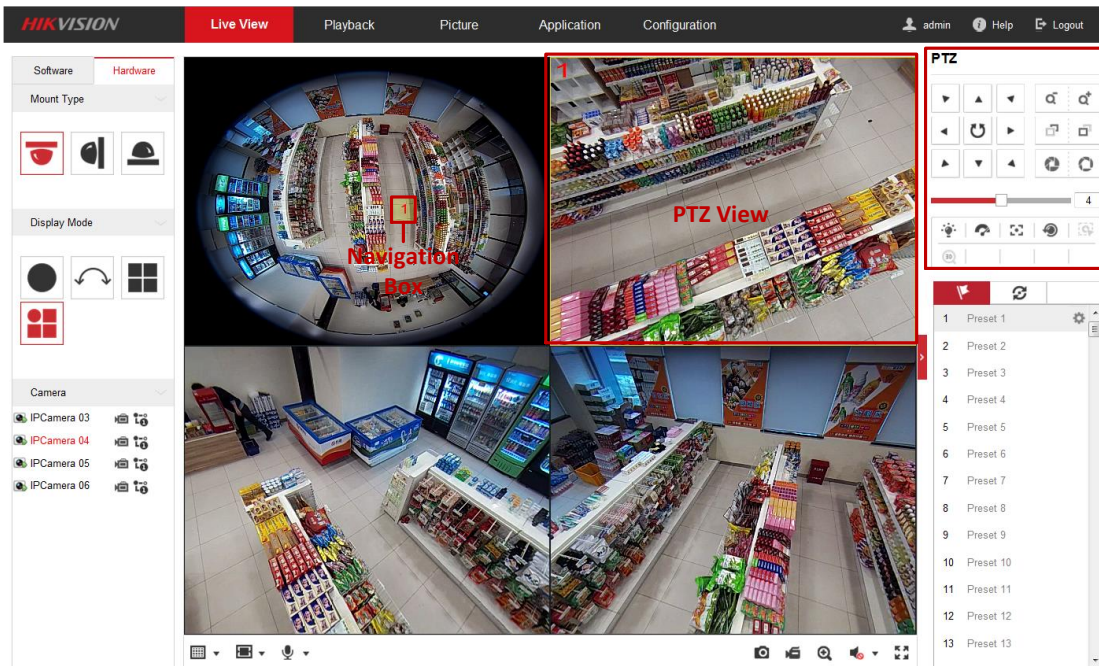 HIKVISION
Live View
Playback
Picture
Application
Configuration
admin
Help
Logout
Software
Hardware
Mount Type
Display Mode
Camera
IPCamera 03
IPCamera 04
IPCamera 05
IPCamera 06
1
Navigation
Box
1
PTZ View
PTZ
4
1 Preset 1
2 Preset 2
3 Preset 3
4 Preset 4
5 Preset 5
6 Preset 6
7 Preset 7
8 Preset 8
9 Preset 9
10 Preset 10
11 Preset 11
12 Preset 12
13 Preset 13